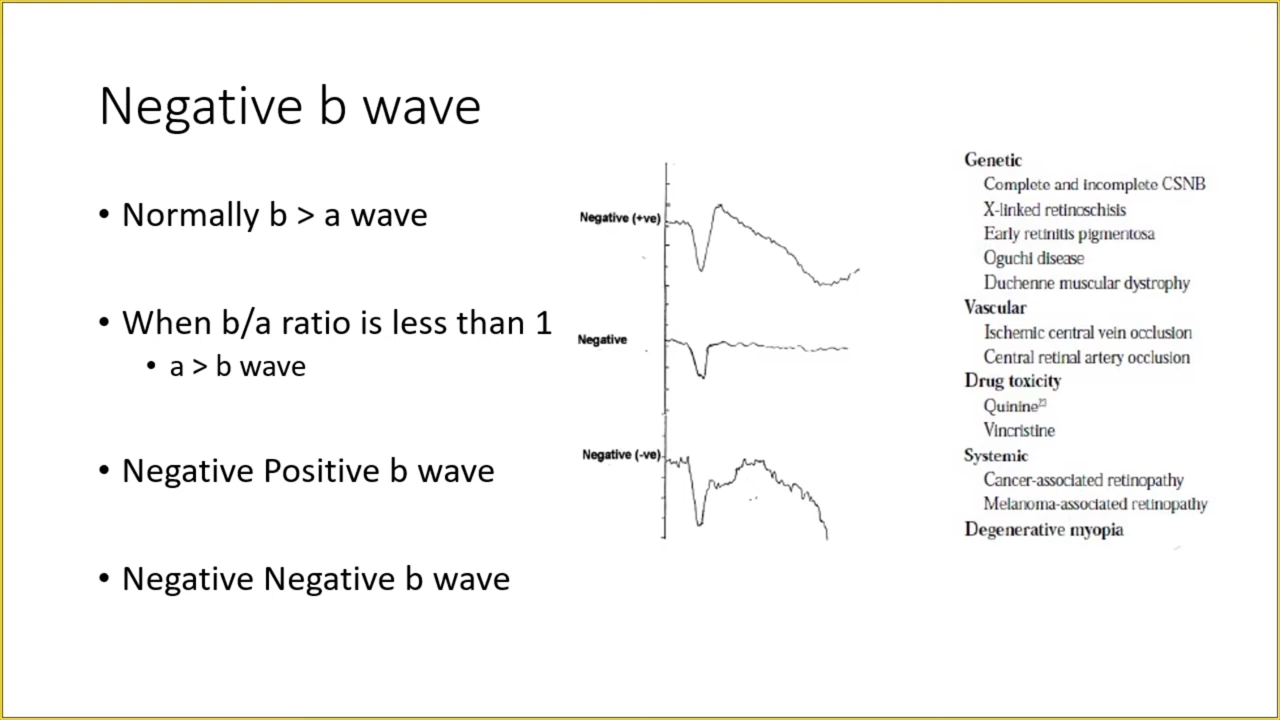 Negative b wave
• Normally b > a wave
• When b/a ratio is less than 1
• a > b wave
• Negative Positive b wave
• Negative Negative b wave
Negative (+ve)
Negative
Negative (-ve)
Genetic
Complete and incomplete CSNB
X-linked retinoschisis
Early retinitis pigmentosa
Oguchi disease
Duchenne muscular dystrophy
Vascular
Ischemic central vein occlusion
Central retinal artery occlusion
Drug toxicity
Quinine²³
Vincristine
Systemic
Cancer-associated retinopathy
Melanoma-associated retinopathy
Degenerative myopia